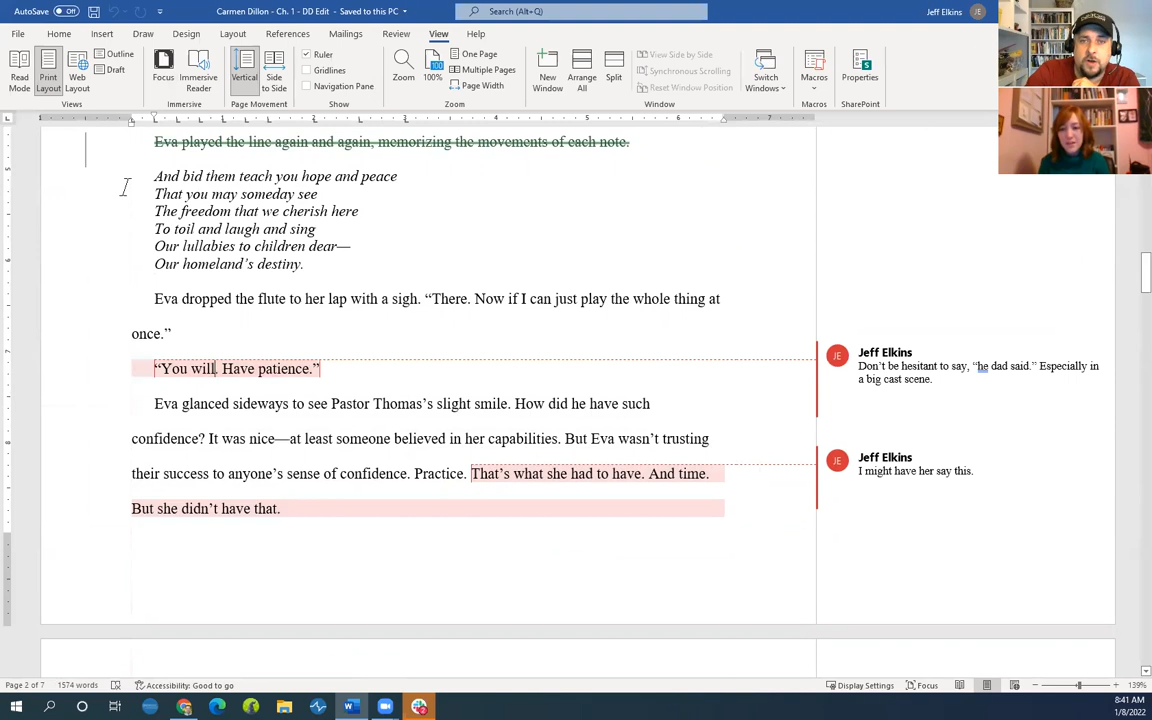 AutoSave Off
Carmen Dillon - Ch. 1 - DD Edit - Saved to this PC
Search (Alt+Q)
Jeff Elkins JE
File Home Insert Draw Design Layout References Mailings Review View Help
Read Mode
Print Layout
Web Layout
Outline
Draft
Views
Focus
Immersive Reader
Immersive
Vertical
Side to Side
Page Movement
Ruler
Gridlines
Navigation Pane
Show
Zoom
100%
One Page
Multiple Pages
Page Width
Zoom
New Window
Arrange All
Split
View Side by Side
Synchronous Scrolling
Reset Window Position
Window
Switch Windows
Macros
Macros
Properties
SharePoint
1 1 2 3 4 5 6 7
Eva played the line again and again, memorizing the movements of each note.
And bid them teach you hope and peace
That you may someday see
The freedom that we cherish here
To toil and laugh and sing
Our lullabies to children dear—
Our homeland’s destiny.
Eva dropped the flute to her lap with a sigh. “There. Now if I can just play the whole thing at
once.”
“You will. Have patience.”
Eva glanced sideways to see Pastor Thomas’s slight smile. How did he have such
confidence? It was nice—at least someone believed in her capabilities. But Eva wasn’t trusting
their success to anyone’s sense of confidence. Practice. That’s what she had to have. And time.
But she didn’t have that.
JE Jeff Elkins
Don’t be hesitant to say, “he dad said.” Especially in
a big cast scene.
JE Jeff Elkins
I might have her say this.
Page 2 of 7 1574 words Accessibility: Good to go
Display Settings Focus 139%
8:41 AM
1/8/2022